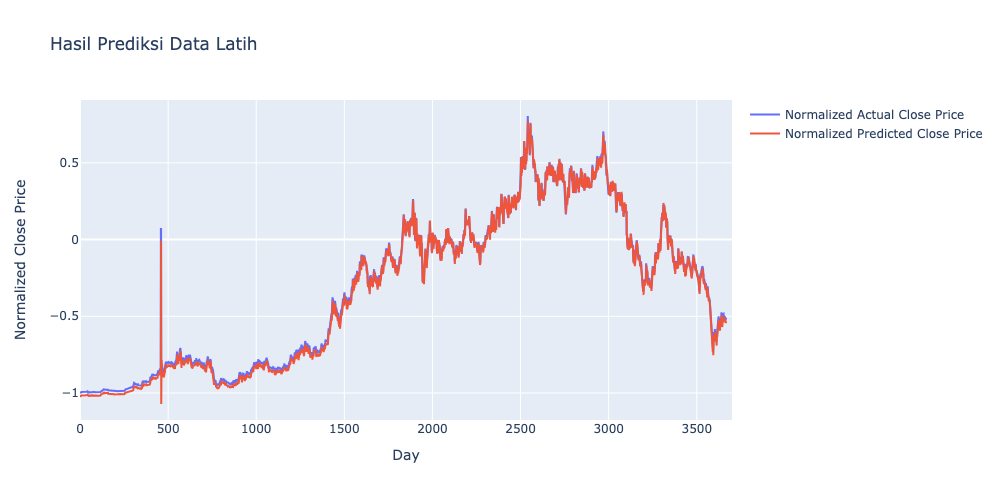 Hasil Prediksi Data Latih
Normalized Actual Close Price
Normalized Predicted Close Price
Normalized Close Price
0.5
0
−0.5
−1
0 500 1000 1500 2000 2500 3000 3500
Day